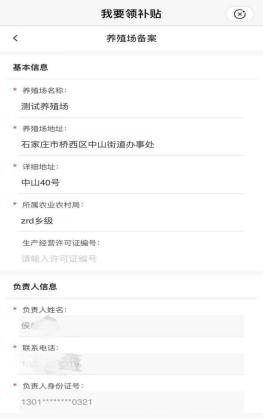 我要领补贴
养殖场备案
基本信息
* 养殖场名称:
测试养殖场
* 养殖场地址:
石家庄市桥西区中山街道办事处
* 详细地址:
中山40号
* 所属农业农村局:
zrd乡级
生产经营许可证编号:
请输入许可证编号
负责人信息
* 负责人姓名:
侯
* 联系电话:
* 负责人身份证号:
1301********0321